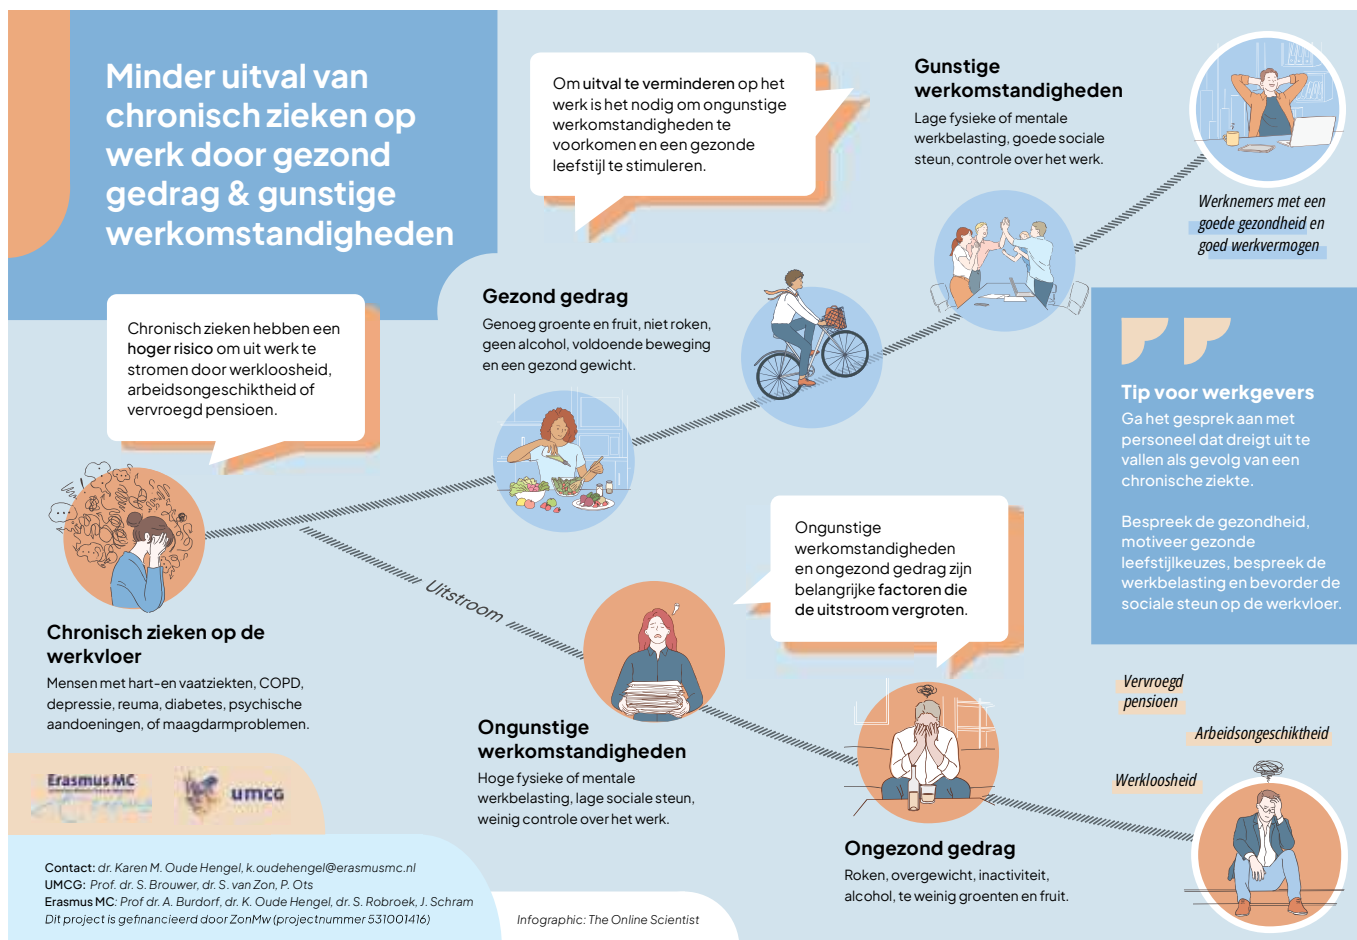 Minder uitval van
chronisch zieken op
werk door gezond
gedrag & gunstige
werkomstandigheden
Om uitval te verminderen op het
werk is het nodig om ongunstige
werkomstandigheden te
voorkomen en een gezonde
leefstijl te stimuleren.
Gunstige
werkomstandigheden
Lage fysieke of mentale
werkbelasting, goede sociale
steun, controle over het werk.
Werknemers met een
goede gezondheid en
goed werkvermogen
Chronisch zieken hebben een
hoger risico om uit werk te
stromen door werkloosheid,
arbeidsongeschiktheid of
vervroegd pensioen.
Gezond gedrag
Genoeg groente en fruit, niet roken,
geen alcohol, voldoende beweging
en een gezond gewicht.
Tip voor werkgevers
Ga het gesprek aan met
personeel dat dreigt uit te
vallen als gevolg van een
chronische ziekte.
Bespreek de gezondheid,
motiveer gezonde
leefstijlkeuzes, bespreek de
werkbelasting en bevorder de
sociale steun op de werkvloer.
Ongunstige
werkomstandigheden
en ongezond gedrag zijn
belangrijke factoren die
de uitstroom vergroten.
Uitstroom
Chronisch zieken op de
werkvloer
Mensen met hart-en vaatziekten, COPD,
depressie, reuma, diabetes, psychische
aandoeningen, of maagdarmproblemen.
Ongunstige
werkomstandigheden
Hoge fysieke of mentale
werkbelasting, lage sociale steun,
weinig controle over het werk.
Ongezond gedrag
Roken, overgewicht, inactiviteit,
alcohol, te weinig groenten en fruit.
Vervroegd
pensioen
Arbeidsongeschiktheid
Werkloosheid
Erasmus MC
umcg
Contact: dr. Karen M. Oude Hengel, k.oudehengel@erasmusmc.nl
UMCG: Prof. dr. S. Brouwer, dr. S. van Zon, P. Ots
Erasmus MC: Prof dr. A. Burdorf, dr. K. Oude Hengel, dr. S. Robroek, J. Schram
Dit project is gefinancieerd door ZonMw (projectnummer 531001416)
Infographic: The Online Scientist